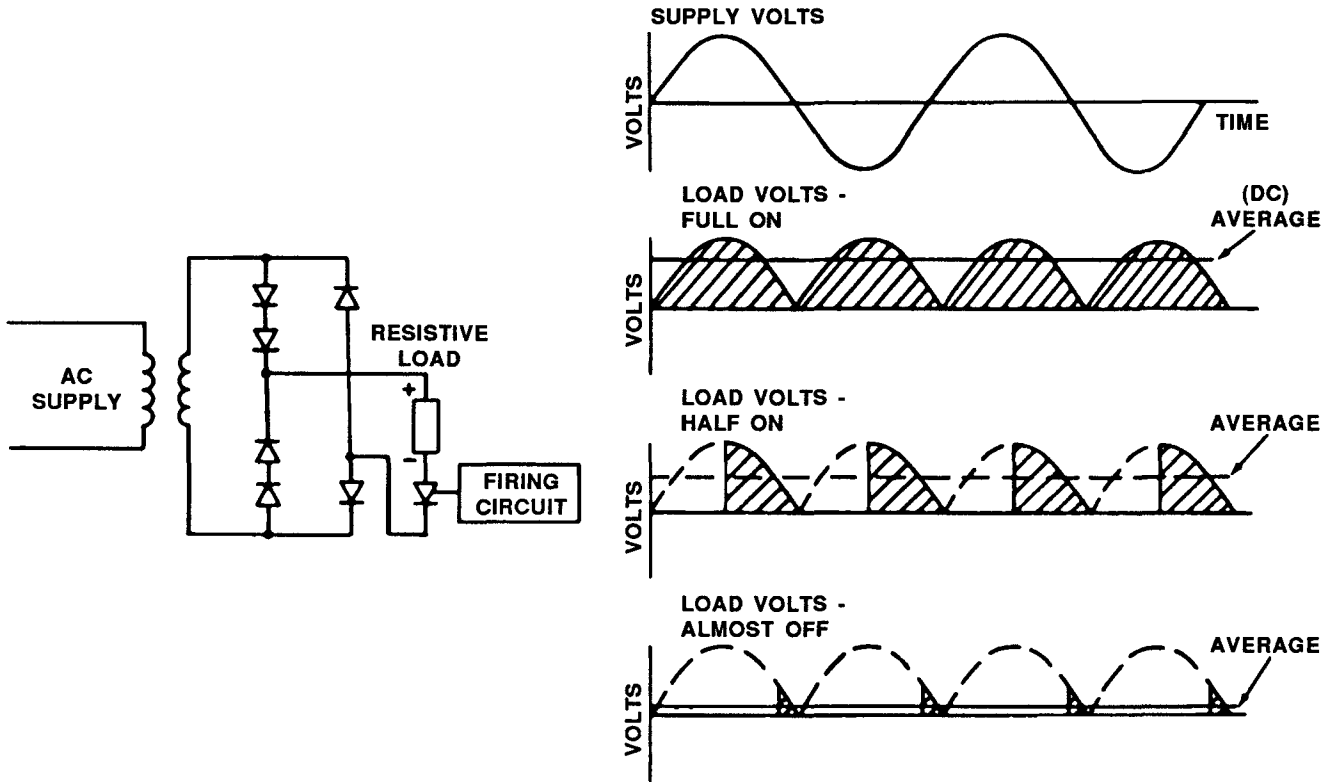 SUPPLY VOLTS
VOLTS
TIME
LOAD VOLTS -
FULL ON
(DC)
AVERAGE
VOLTS
AC
SUPPLY
RESISTIVE
LOAD
+
-
FIRING
CIRCUIT
LOAD VOLTS -
HALF ON
AVERAGE
VOLTS
LOAD VOLTS -
ALMOST OFF
AVERAGE
VOLTS